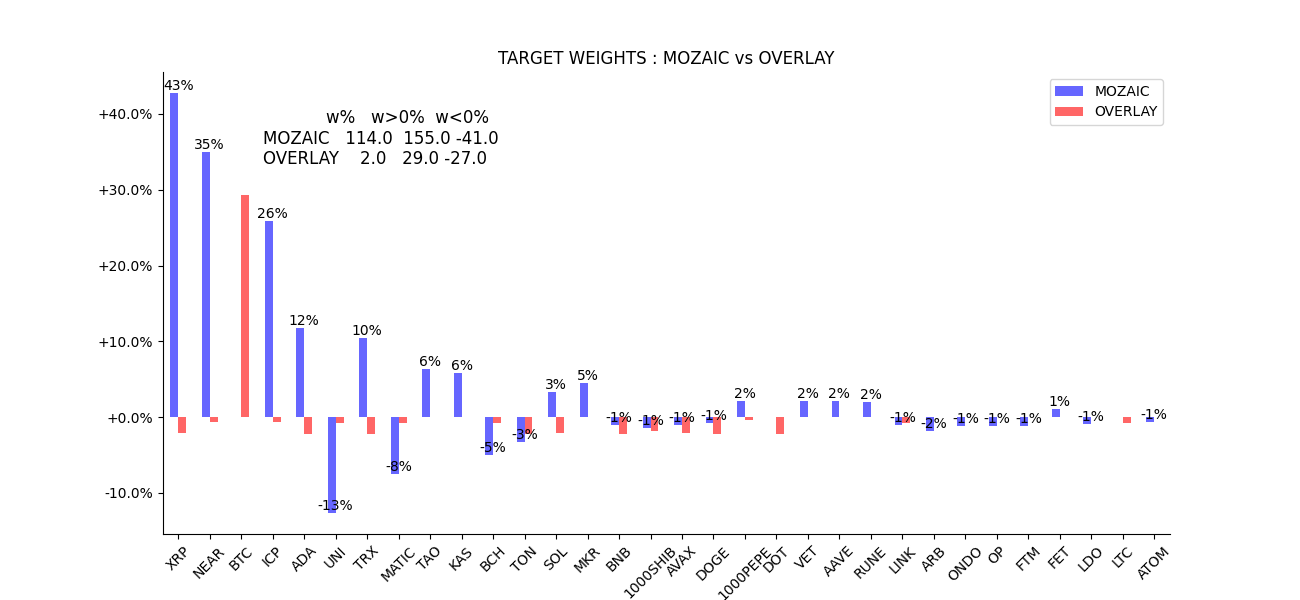 TARGET WEIGHTS : MOZAIC vs OVERLAY
MOZAIC
OVERLAY
w% w>0% w<0%
MOZAIC 114.0 155.0 -41.0
OVERLAY 2.0 29.0 -27.0
+40.0%
+30.0%
+20.0%
+10.0%
+0.0%
-10.0%
43%
35%
26%
12%
-13%
10%
-8%
6%
6%
-5%
-3%
3%
5%
-1%
-1%
-1%
-1%
2%
2%
2%
2%
-1%
-2%
-1%
-1%
-1%
1%
-1%
-1%
XRP
NEAR
BTC
ICP
ADA
UNI
TRX
MATIC
TAO
KAS
BCH
TON
SOL
MKR
BNB
1000SHIB
AVAX
DOGE
1000PEPE
DOT
VET
AAVE
RUNE
LINK
ARB
ONDO
OP
FTM
FET
LDO
LTC
ATOM